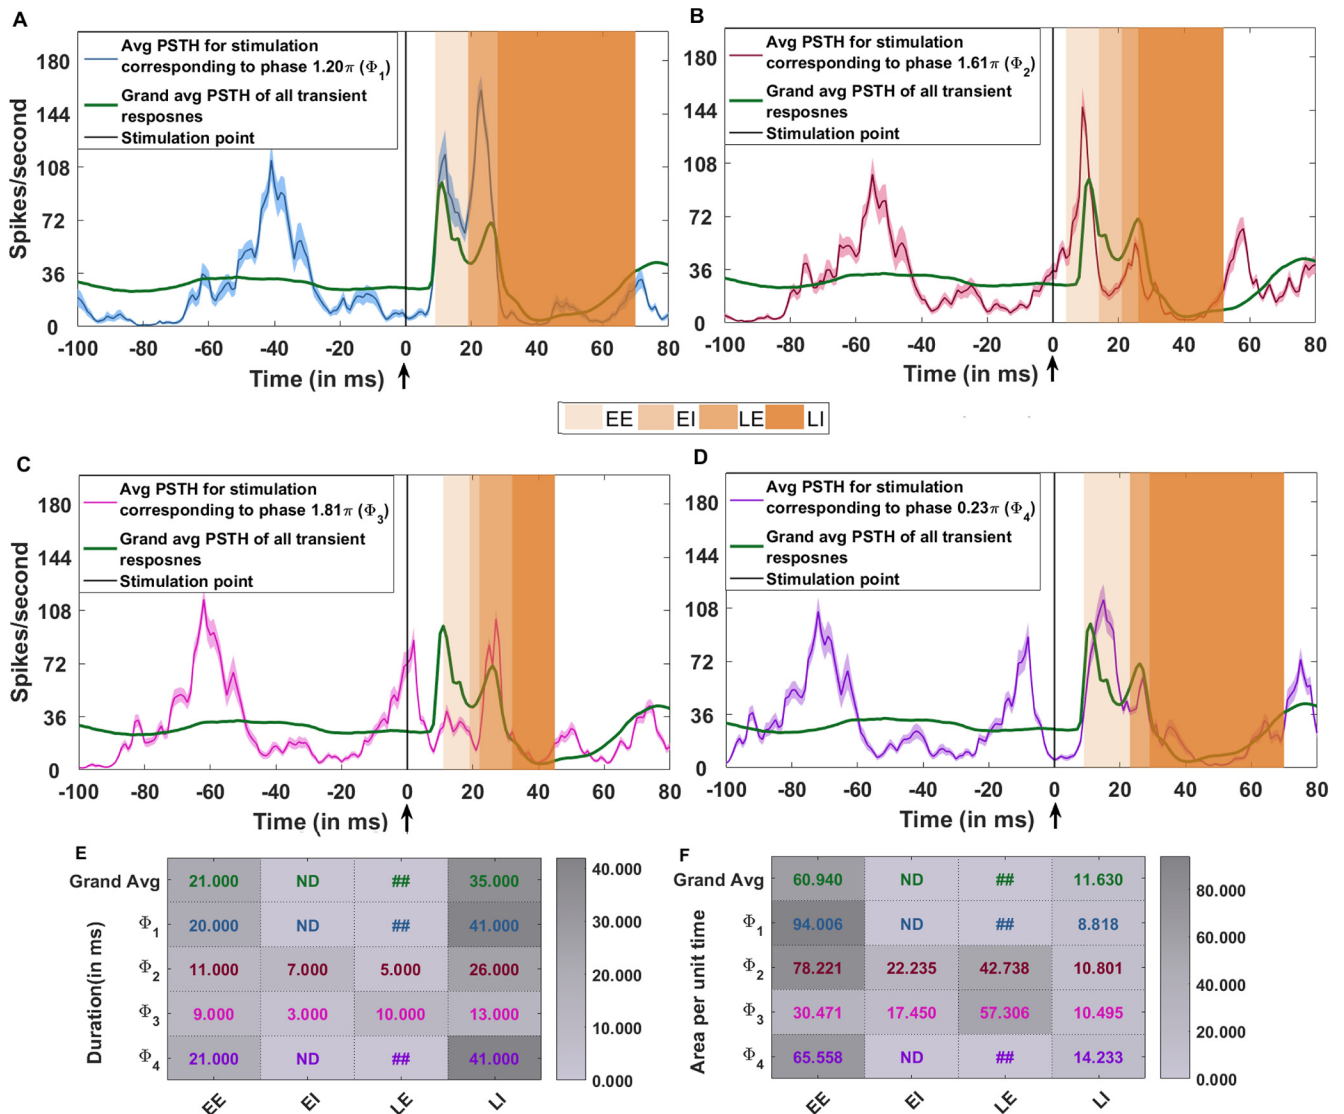 A
Avg PSTH for stimulation
corresponding to phase 1.20π (Φ1)
Grand avg PSTH of all transient
resposnes
Stimulation point
Spikes/second
180
144
108
72
36
0
-100 -80 -60 -40 -20 0 20 40 60 80
Time (in ms)
B
Avg PSTH for stimulation
corresponding to phase 1.61π (Φ2)
Grand avg PSTH of all transient
resposnes
Stimulation point
180
144
108
72
36
0
-100 -80 -60 -40 -20 0 20 40 60 80
Time (in ms)
EE EI LE LI
C
Avg PSTH for stimulation
corresponding to phase 1.81π (Φ3)
Grand avg PSTH of all transient
resposnes
Stimulation point
Spikes/second
180
144
108
72
36
0
-100 -80 -60 -40 -20 0 20 40 60 80
Time (in ms)
D
Avg PSTH for stimulation
corresponding to phase 0.23π (Φ4)
Grand avg PSTH of all transient
resposnes
Stimulation point
180
144
108
72
36
0
-100 -80 -60 -40 -20 0 20 40 60 80
Time (in ms)
E
Duration(in ms)
Grand Avg 21.000 ND ## 35.000
Φ1 20.000 ND ## 41.000
Φ2 11.000 7.000 5.000 26.000
Φ3 9.000 3.000 10.000 13.000
Φ4 21.000 ND ## 41.000
EE EI LE LI
40.000
30.000
20.000
10.000
0.000
F
Area per unit time
Grand Avg 60.940 ND ## 11.630
Φ1 94.006 ND ## 8.818
Φ2 78.221 22.235 42.738 10.801
Φ3 30.471 17.450 57.306 10.495
Φ4 65.558 ND ## 14.233
EE EI LE LI
80.000
60.000
40.000
20.000
0.000